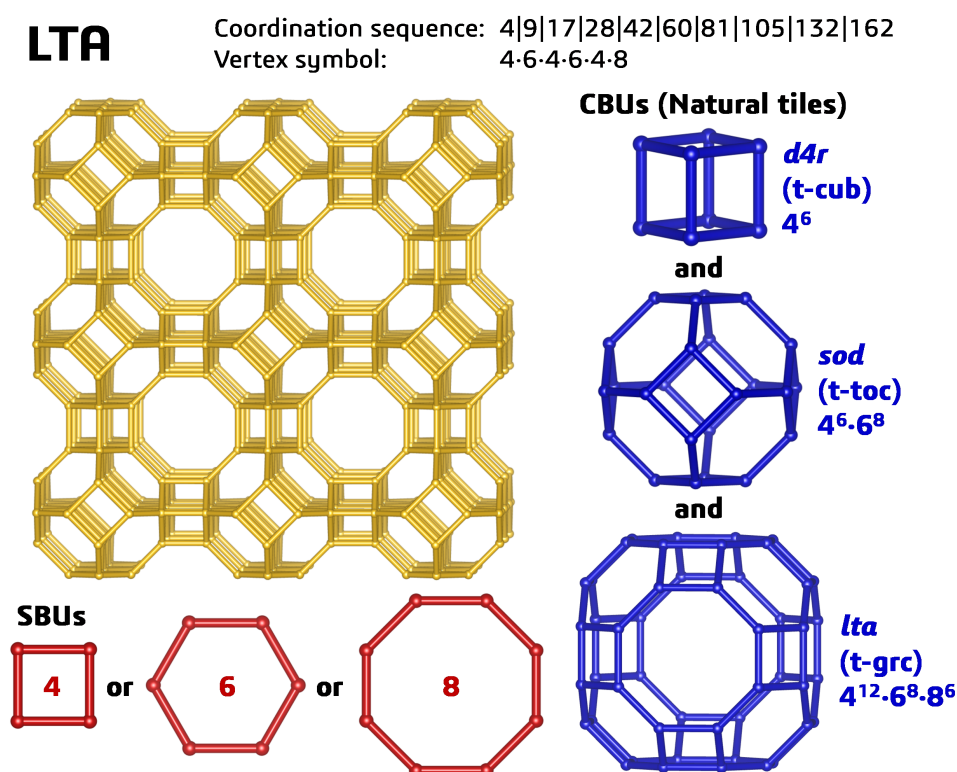 LTA
Coordination sequence: 4|9|17|28|42|60|81|105|132|162
Vertex symbol: 4·6·4·6·4·8
CBUs (Natural tiles)
d4r
(t-cub)
4⁶
and
sod
(t-toc)
4⁶·6⁸
and
lta
(t-grc)
4¹²·6⁸·8⁶
SBUs
4 or 6 or 8